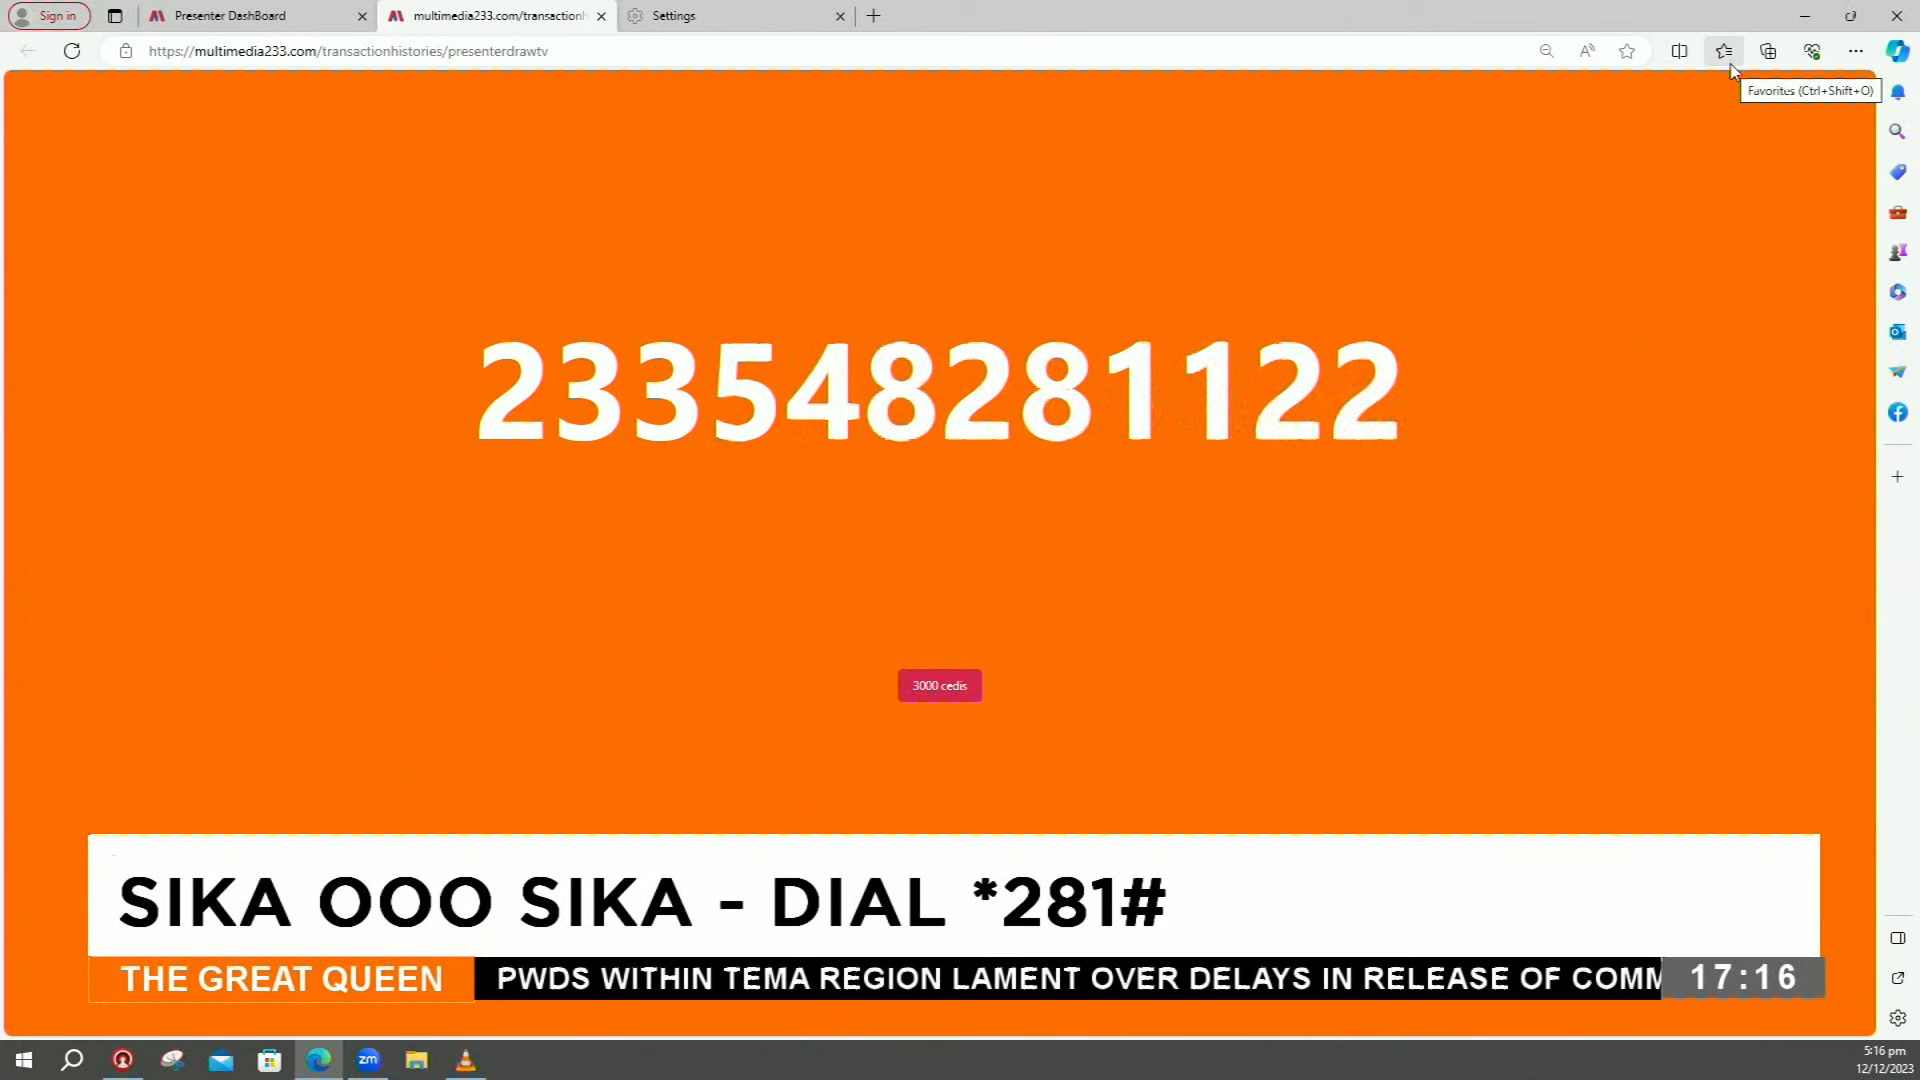 Sign in
Presenter DashBoard
multimedia233.com/transactionh
Settings
https://multimedia233.com/transactionhistories/presenterdrawtv
Favorites (Ctrl+Shift+O)
233548281122
3000 cedis
SIKA OOO SIKA - DIAL *281#
THE GREAT QUEEN
PWDS WITHIN TEMA REGION LAMENT OVER DELAYS IN RELEASE OF COMM
17:16
zm
5:16 pm
12/12/2023